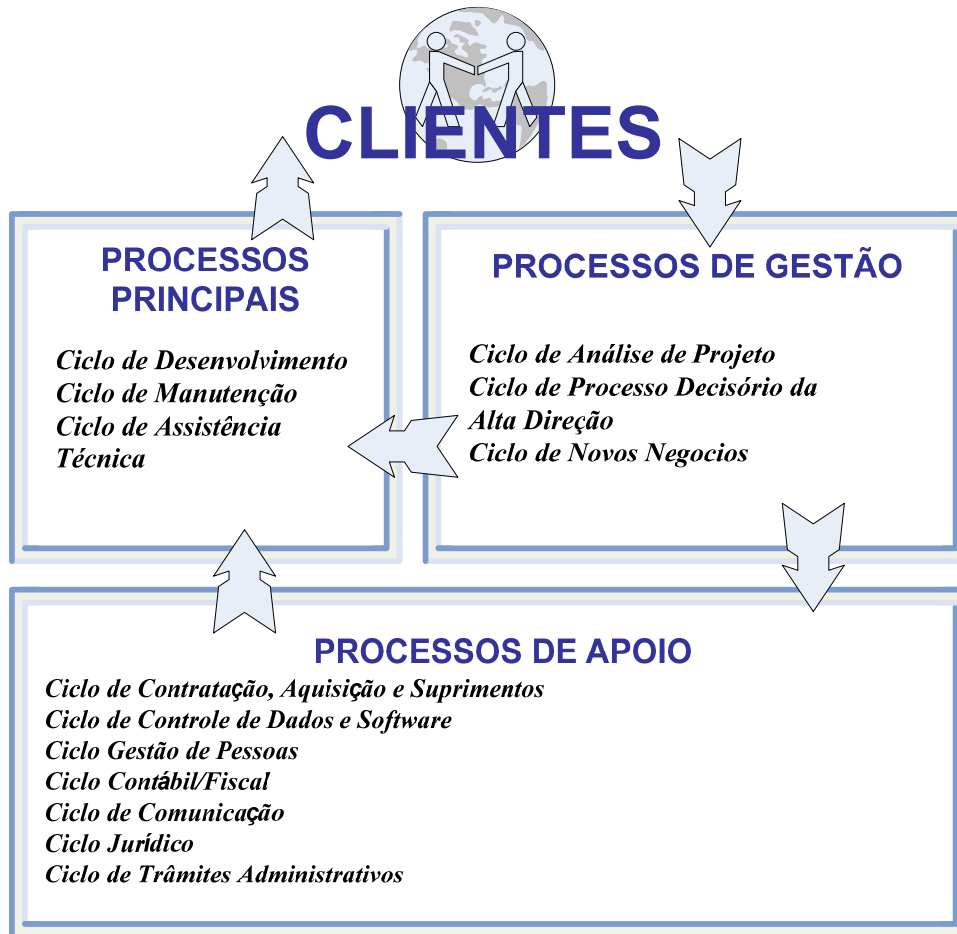 CLIENTES
PROCESSOS
PRINCIPAIS
Ciclo de Desenvolvimento
Ciclo de Manutenção
Ciclo de Assistência
Técnica
PROCESSOS DE GESTÃO
Ciclo de Análise de Projeto
Ciclo de Processo Decisório da
Alta Direção
Ciclo de Novos Negocios
PROCESSOS DE APOIO
Ciclo de Contratação, Aquisição e Suprimentos
Ciclo de Controle de Dados e Software
Ciclo Gestão de Pessoas
Ciclo Contábil/Fiscal
Ciclo de Comunicação
Ciclo Jurídico
Ciclo de Trâmites Administrativos